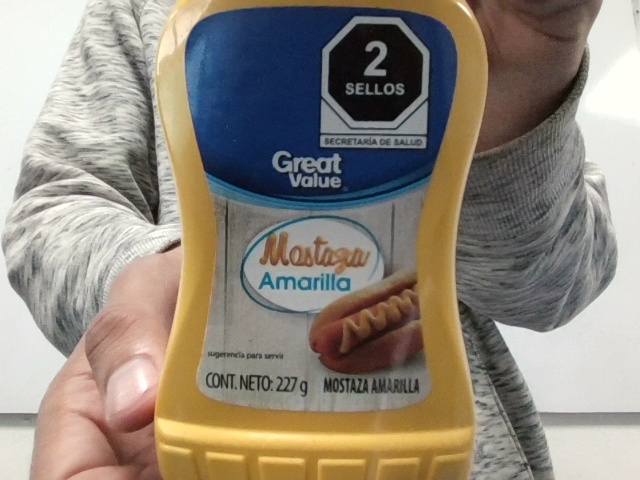 2
SELLOS
SECRETARÍA DE SALUD
Great
Value
Mostaza
Amarilla
sugerencia para servir
CONT. NETO: 227 g MOSTAZA AMARILLA